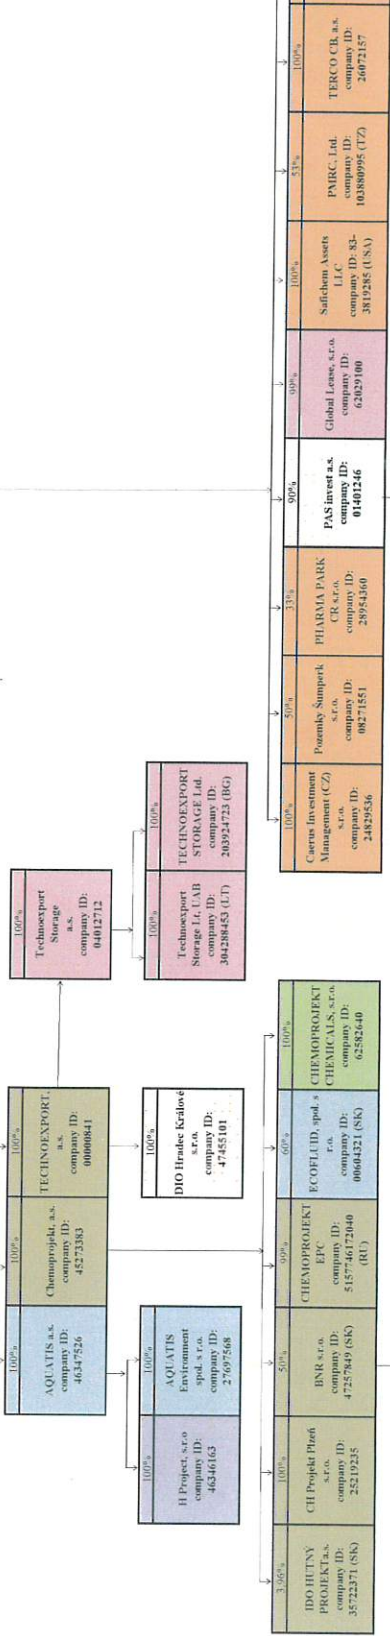 100%
AQUATIS a.s.
company ID:
46347526
100%
Chemoprojekt, a.s.
company ID:
45273383
100%
TECHNOEXPORT,
a.s.
company ID:
00000841
100%
Technoexport
Storage
a.s.
company ID:
04012712
100%
H Project, s.r.o
company ID:
46346163
100%
AQUATIS
Environment
spol. s r.o.
company ID:
27697568
100%
DIO Hradec Králové
s.r.o.
company ID:
47455101
100%
Technoexport
Storage Lt, UAB
company ID:
304288453 (LT)
100%
TECHNOEXPORT
STORAGE Ltd.
company ID:
203924723 (BG)
3,96%
IDO HUTNÝ
PROJEKT a.s.
company ID:
35722371 (SK)
100%
CH Projekt Plzeň
s.r.o.
company ID:
25219235
50%
BNR s.r.o.
company ID:
47257849 (SK)
99%
CHEMOPROJEKT
EPC
company ID:
5157746172040
(RU)
60%
ECOFLUID, spol. s
r.o.
company ID:
00604321 (SK)
100%
CHEMOPROJEKT
CHEMICALS, s.r.o.
company ID:
62582640
100%
Caerus Investment
Management (CZ)
s.r.o.
company ID:
24829536
50%
Pozemky Šumperk
s.r.o.
company ID:
08271551
33%
PHARMA PARK
CR s.r.o.
company ID:
28954360
90%
PAS invest a.s.
company ID:
01401246
99%
Global Lease, s.r.o.
company ID:
62029100
100%
Safichem Assets
LLC
company ID: 83-
3819285 (USA)
53%
PMRC, Ltd.
company ID:
103880995 (TZ)
100%
TERCO CB, a.s.
company ID:
26072157